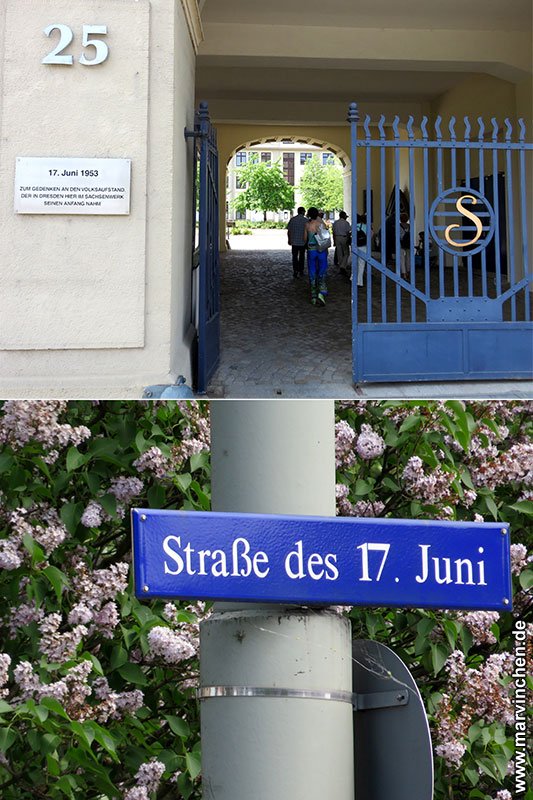 25
17. Juni 1953
ZUM GEDENKEN AN DEN VOLKSAUFSTAND,
DER IN DRESDEN HIER IM SACHSENWERK
SEINEN ANFANG NAHM
S
Straße des 17. Juni
www.marvinchen.de